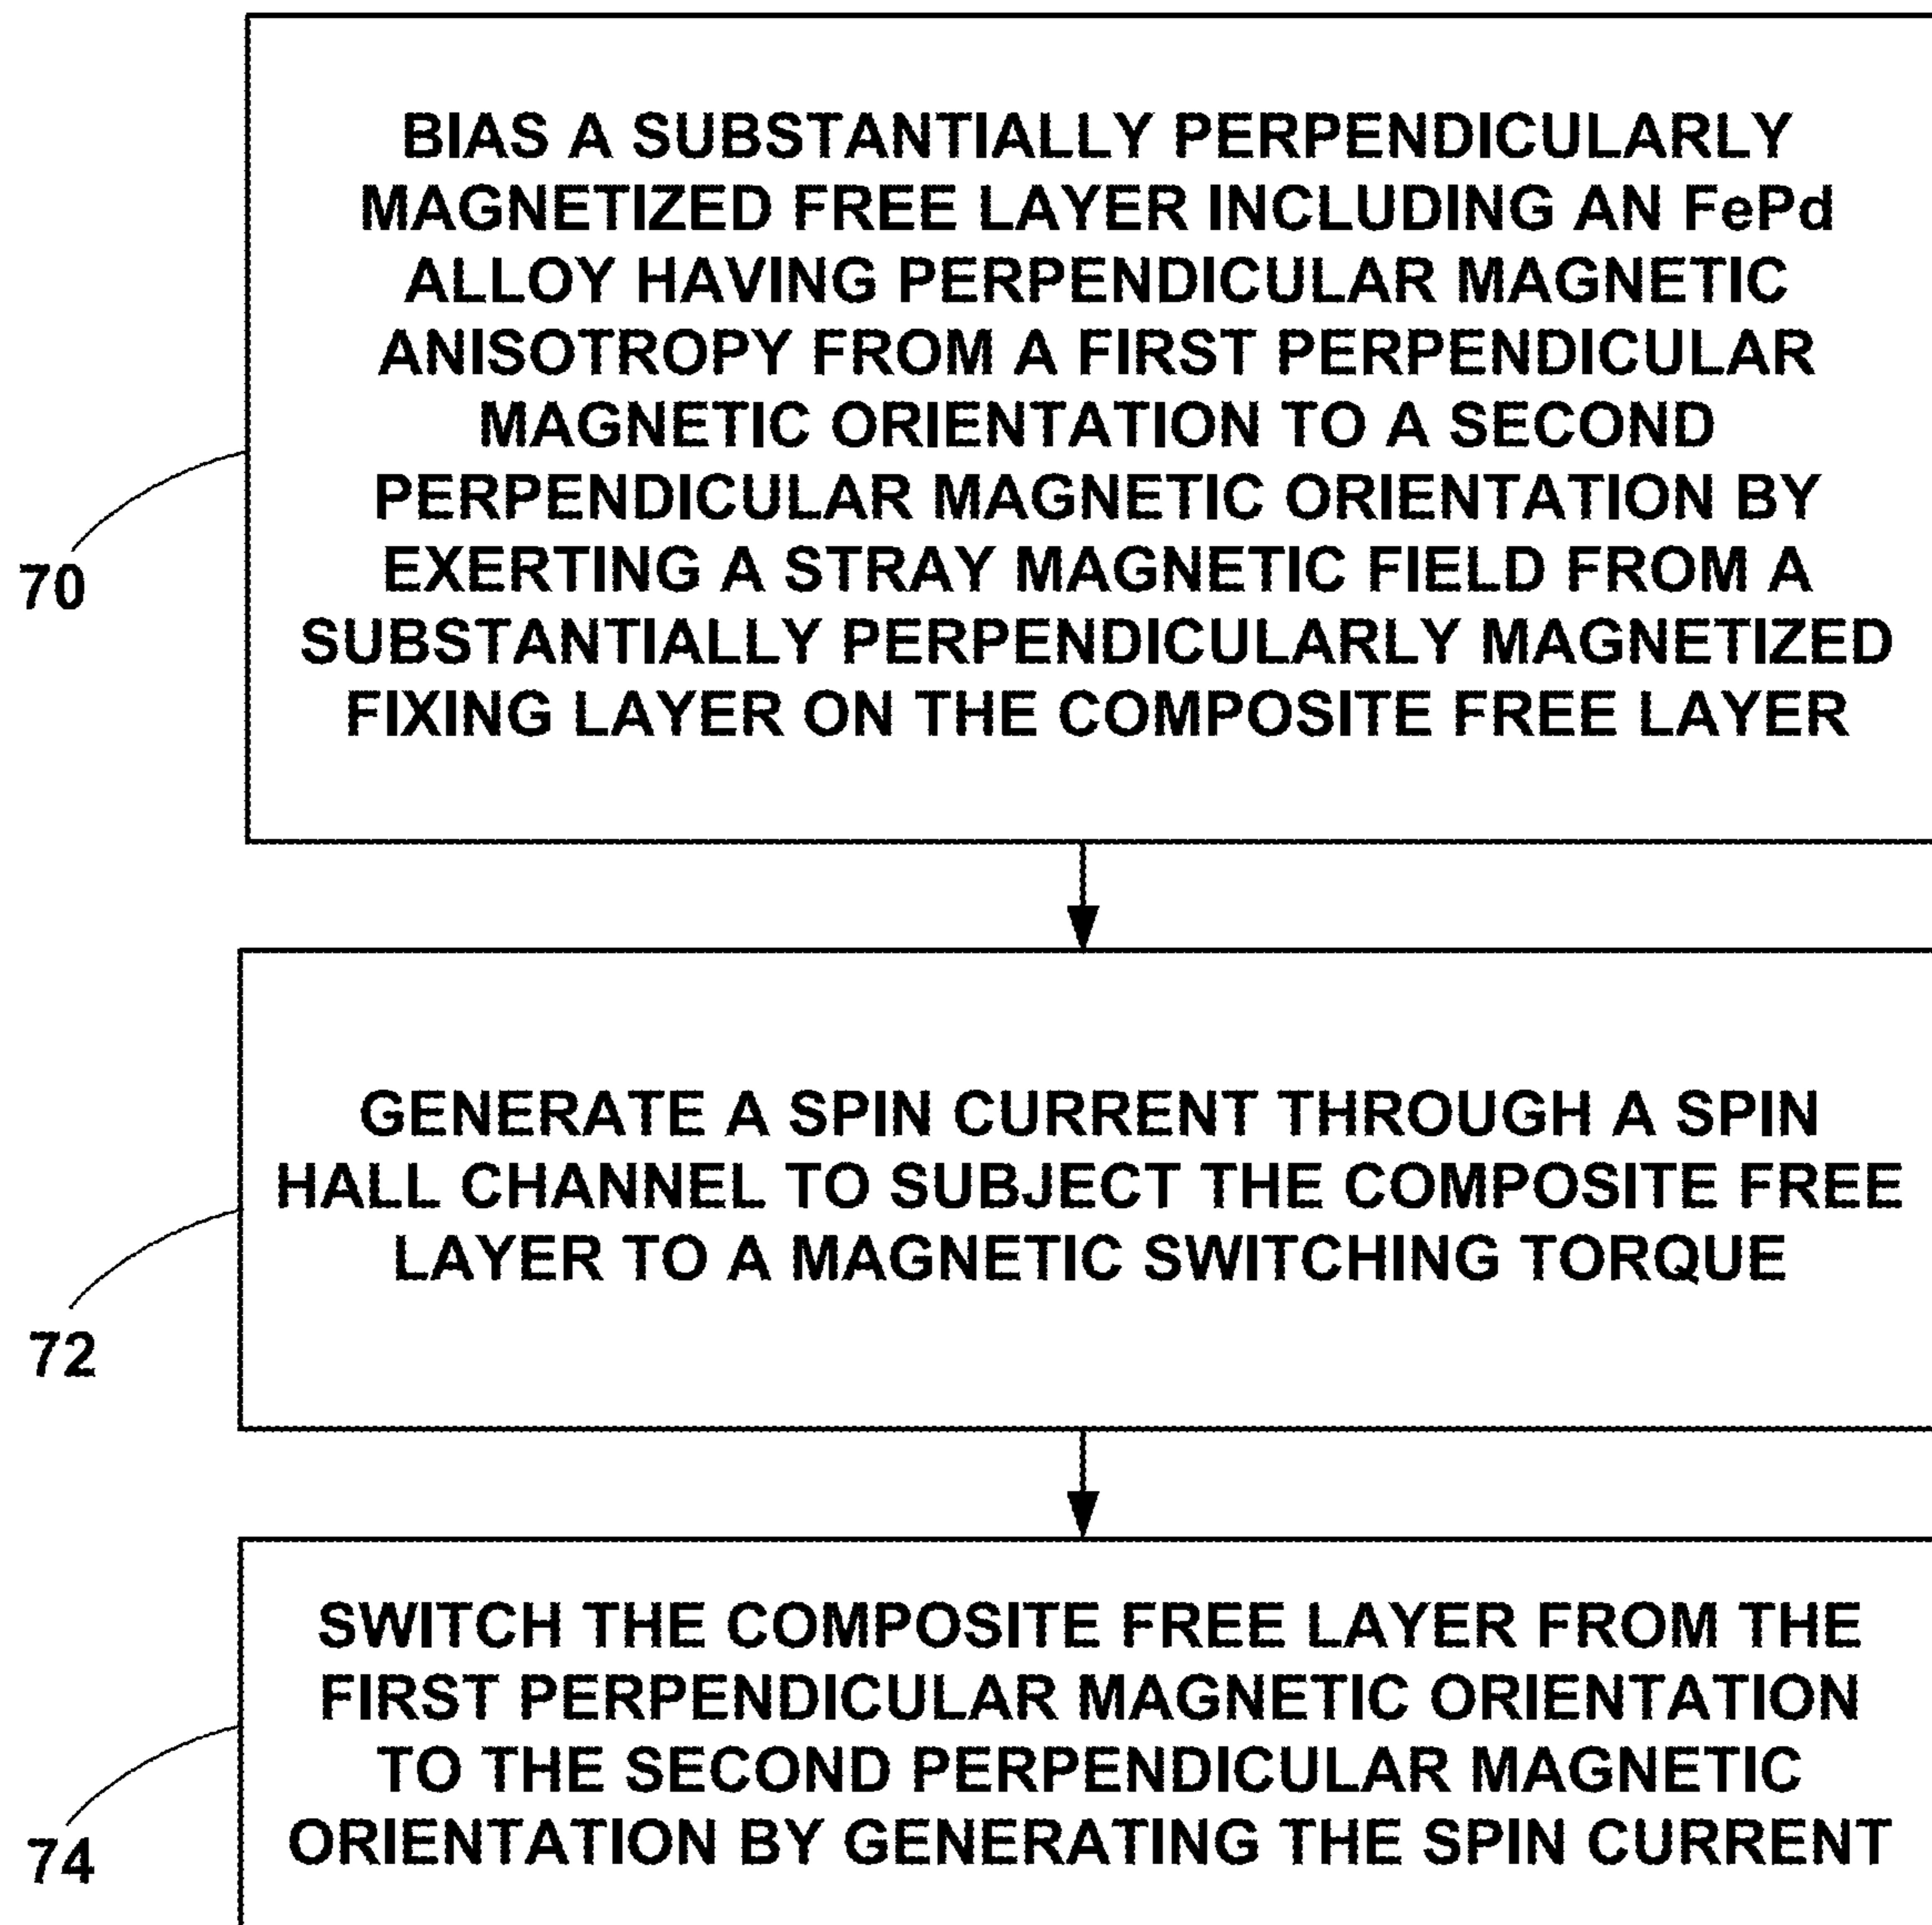 BIAS A SUBSTANTIALLY PERPENDICULARLY
MAGNETIZED FREE LAYER INCLUDING AN FePd
ALLOY HAVING PERPENDICULAR MAGNETIC
ANISOTROPY FROM A FIRST PERPENDICULAR
MAGNETIC ORIENTATION TO A SECOND
PERPENDICULAR MAGNETIC ORIENTATION BY
EXERTING A STRAY MAGNETIC FIELD FROM A
SUBSTANTIALLY PERPENDICULARLY MAGNETIZED
FIXING LAYER ON THE COMPOSITE FREE LAYER
70
GENERATE A SPIN CURRENT THROUGH A SPIN
HALL CHANNEL TO SUBJECT THE COMPOSITE FREE
LAYER TO A MAGNETIC SWITCHING TORQUE
72
SWITCH THE COMPOSITE FREE LAYER FROM THE
FIRST PERPENDICULAR MAGNETIC ORIENTATION
TO THE SECOND PERPENDICULAR MAGNETIC
ORIENTATION BY GENERATING THE SPIN CURRENT
74